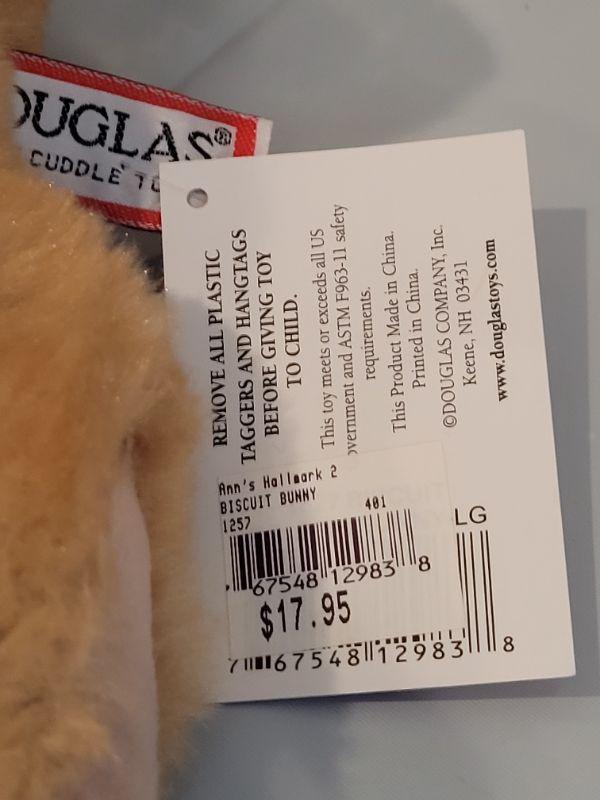 DOUGLAS®
CUDDLE
REMOVE ALL PLASTIC
TAGGERS AND HANGTAGS
BEFORE GIVING TOY
TO CHILD.
This toy meets or exceeds all US
overnment and ASTM F963-11 safety
requirements.
This Product Made in China.
Printed in China.
©DOUGLAS COMPANY, Inc.
Keene, NH 03431
www.douglastoys.com
Ann's Hallmark 2
BISCUIT BUNNY
1257 401
67548 12983 8
$17.95
LG
7 67548 12983 8